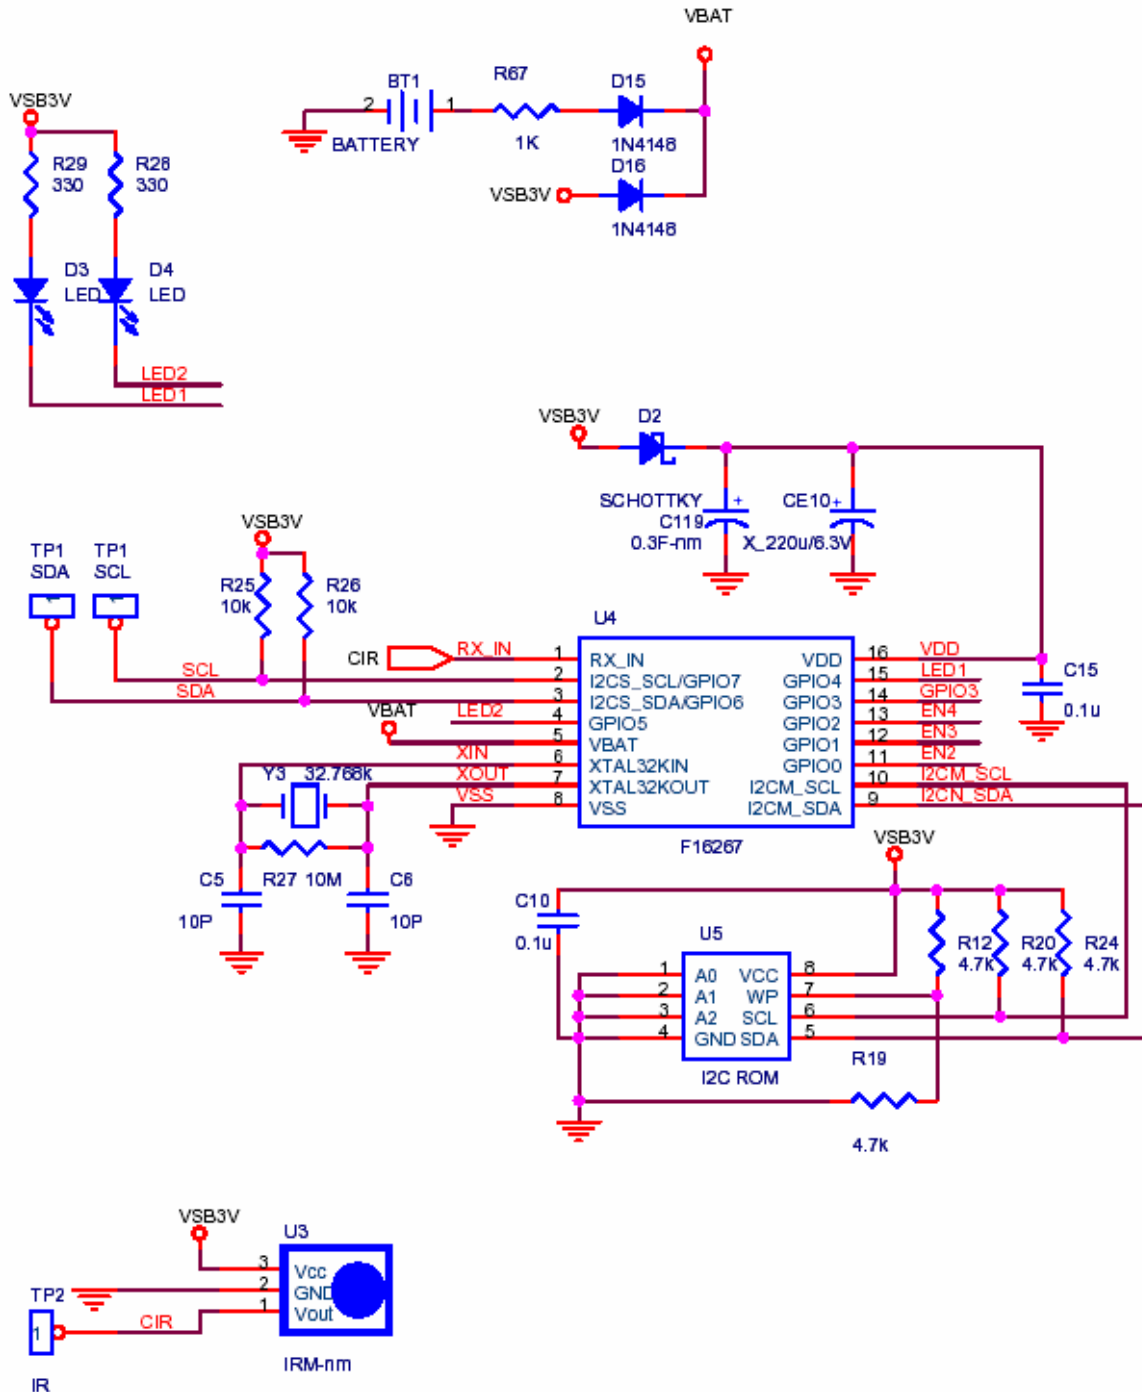 VBAT
BT1
R67
D15
2
1
BATTERY
1K
1N4148
D16
VSB3V
1N4148
VSB3V
R29
330
R28
330
D3
LED
D4
LED
LED2
LED1
VSB3V
D2
SCHOTTKY
C119
0.3F-nm
+
CE10
+
X_220u/6.3V
VSB3V
TP1
SDA
TP1
SCL
1
1
R25
10k
R26
10k
U4
CIR
RX_IN
SCL
SDA
LED2
VBAT
XIN
XOUT
VSS
1 RX_IN VDD 16 VDD
2 I2CS_SCL/GPIO7 GPIO4 15 LED1
3 I2CS_SDA/GPIO6 GPIO3 14 GPIO3
4 GPIO5 GPIO2 13 EN4
5 VBAT GPIO1 12 EN3
6 XTAL32KIN GPIO0 11 EN2
7 XTAL32KOUT I2CM_SCL 10 I2CM_SCL
8 VSS I2CM_SDA 9 I2CN_SDA
F16267
C15
0.1u
Y3 32.768k
R27 10M
C5
10P
C6
10P
VSB3V
C10
0.1u
U5
1 A0 VCC 8
2 A1 WP 7
3 A2 SCL 6
4 GND SDA 5
I2C ROM
R12
4.7k
R20
4.7k
R24
4.7k
R19
4.7k
VSB3V
U3
3 Vcc
2 GND
1 Vout
IRM-nm
TP2
1
CIR
IR